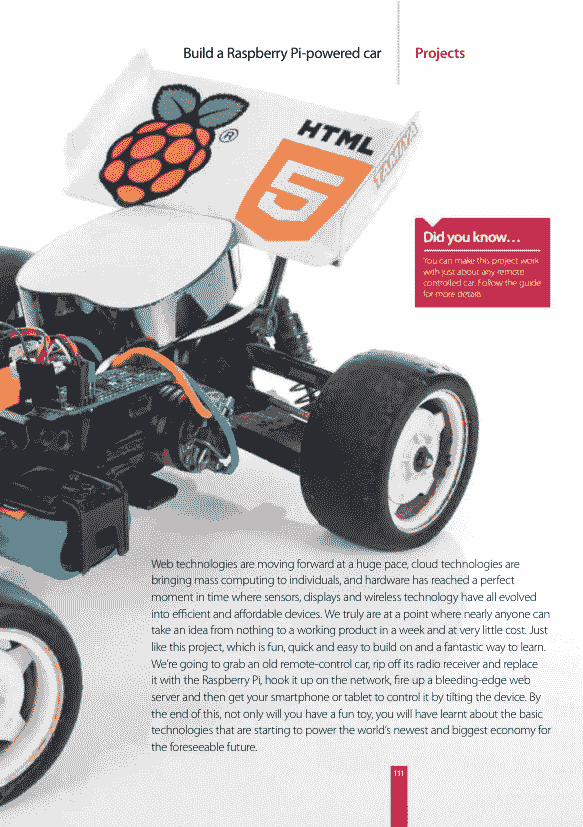 Build a Raspberry Pi-powered car
Projects
®
HTML
5
TAMIYA
Did you know…
You can make this project work
with just about any remote
controlled car. Follow the guide
for more details
Web technologies are moving forward at a huge pace, cloud technologies are
bringing mass computing to individuals, and hardware has reached a perfect
moment in time where sensors, displays and wireless technology have all evolved
into efficient and affordable devices. We truly are at a point where nearly anyone can
take an idea from nothing to a working product in a week and at very little cost. Just
like this project, which is fun, quick and easy to build on and a fantastic way to learn.
We’re going to grab an old remote-control car, rip off its radio receiver and replace
it with the Raspberry Pi, hook it up on the network, fire up a bleeding-edge web
server and then get your smartphone or tablet to control it by tilting the device. By
the end of this, not only will you have a fun toy, you will have learnt about the basic
technologies that are starting to power the world’s newest and biggest economy for
the foreseeable future.
111